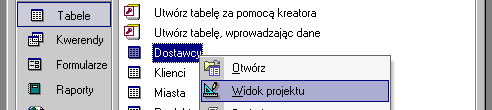 Tabele
Kwerendy
Formularze
Raporty
Utwórz tabelę za pomocą kreatora
Utwórz tabelę, wprowadzając dane
Dostawcy
Klienci
Miasta
Otwórz
Widok projektu